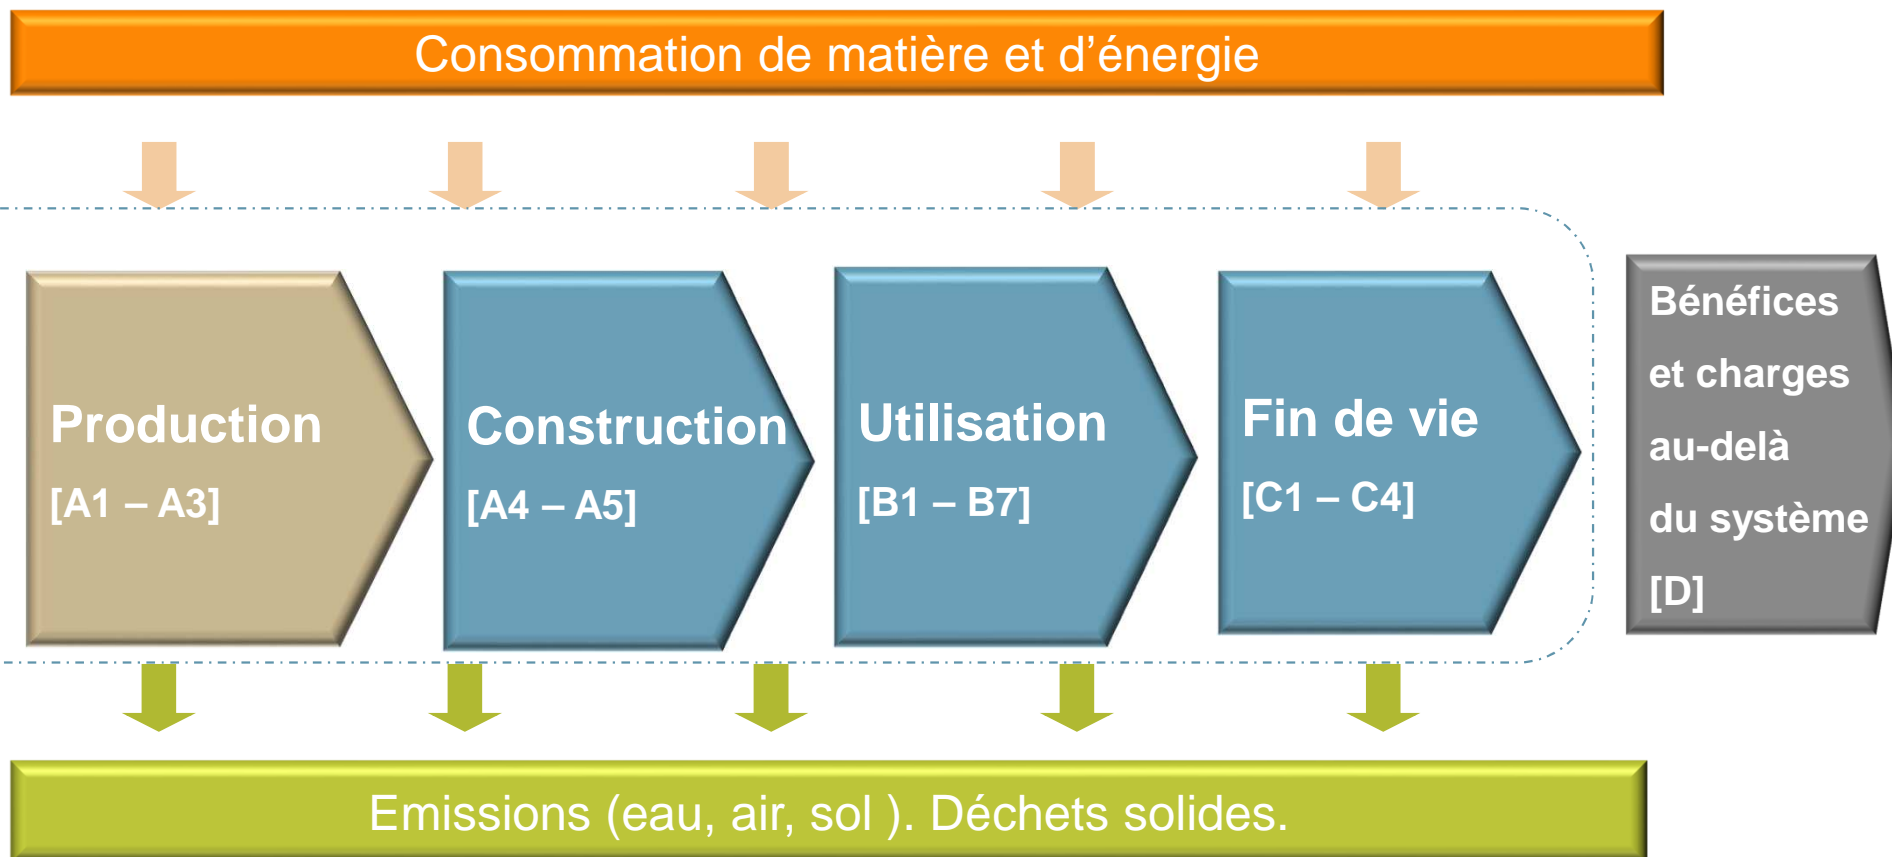 Consommation de matière et d’énergie
Production
[A1 – A3]
Construction
[A4 – A5]
Utilisation
[B1 – B7]
Fin de vie
[C1 – C4]
Bénéfices
et charges
au-delà
du système
[D]
Emissions (eau, air, sol ). Déchets solides.